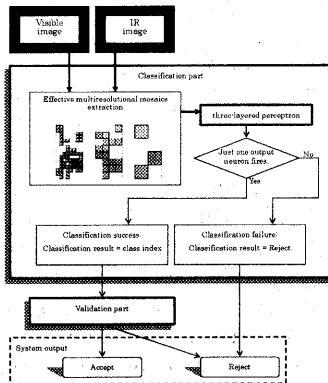 Visible
image
IR
image
Classification part
Effective multiresolutional mosaics
extraction
three-layered perceptron
Just one output
neuron fires.
No
Yes
Classification success:
Classification result = class index
Classification failure:
Classification result = Reject.
Validation part
System output
Accept
Reject